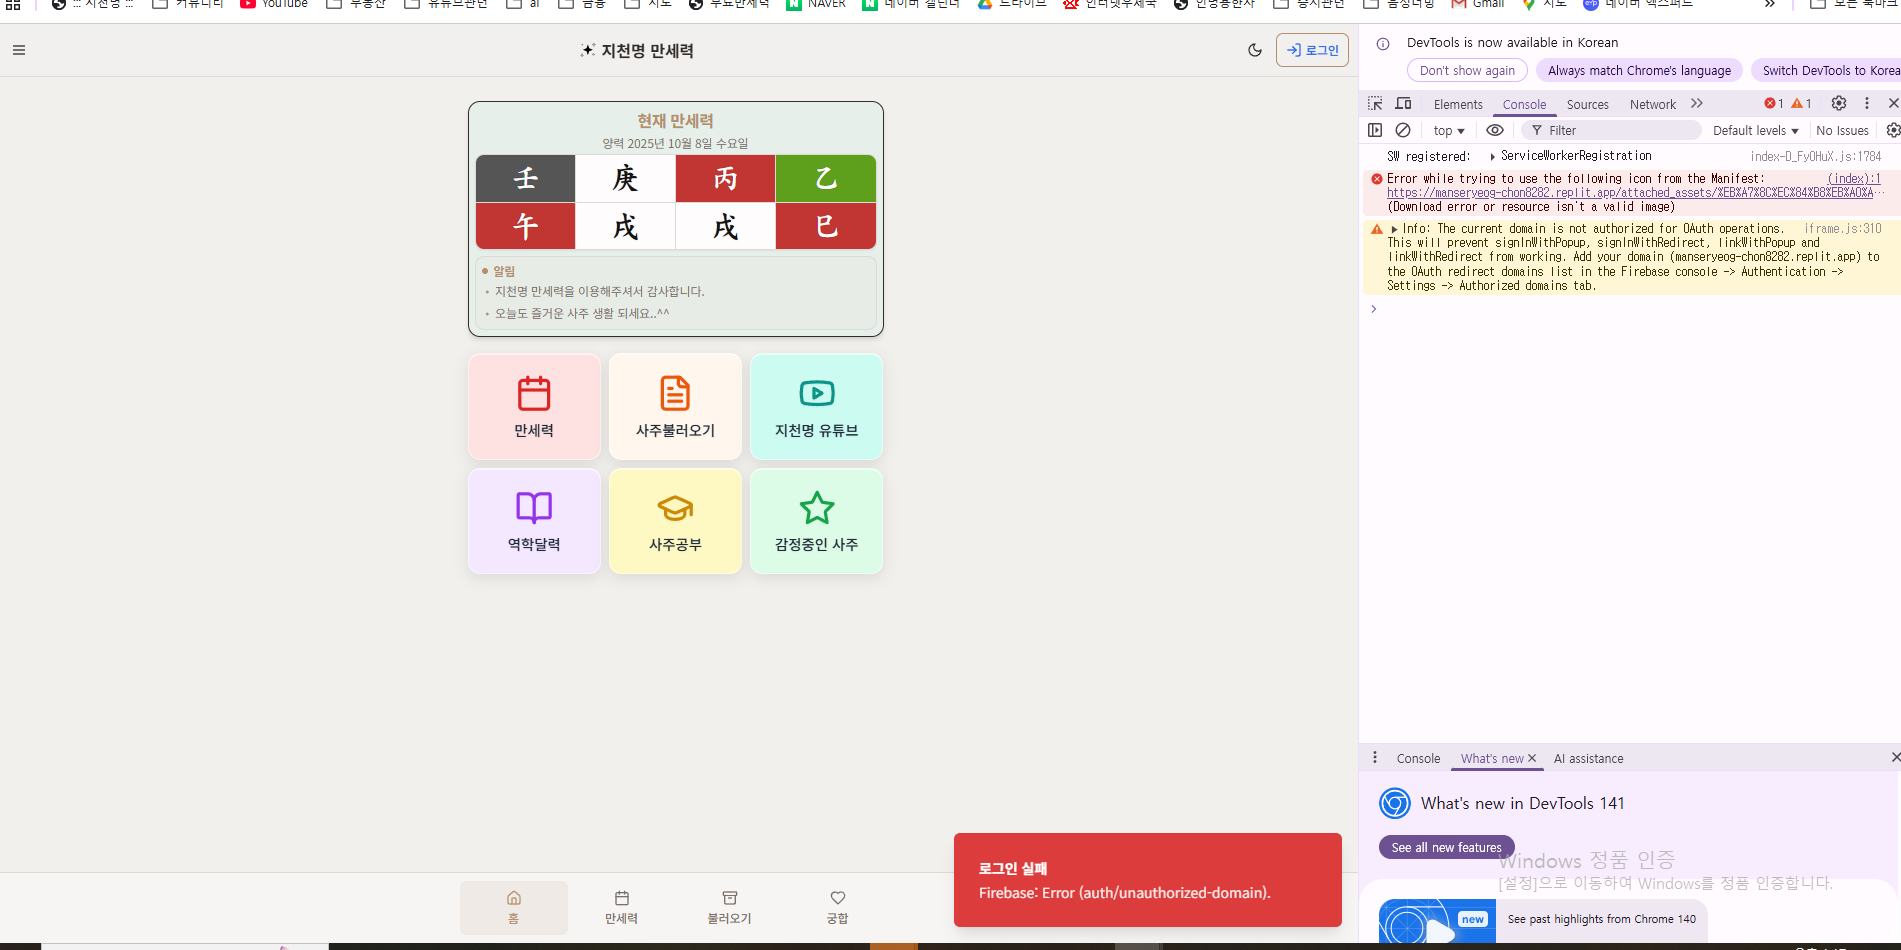 ::: 지천명 :::
커뮤니티
YouTube
부동산
유튜브관련
ai
금융
지도
무료만세력
NAVER
네이버 캘린더
드라이브
인터넷우체국
인명용한자
음성더빙
Gmail
지도
네이버 엑스퍼트
모든 북마크
지천명 만세력
로그인
현재 만세력
양력 2025년 10월 8일 수요일
壬 庚 丙 乙
午 戌 戌 巳
알림
• 지천명 만세력을 이용해주셔서 감사합니다.
• 오늘도 즐거운 사주 생활 되세요..^^
만세력
사주불러오기
지천명 유튜브
역학달력
사주공부
감정중인 사주
홈
만세력
불러오기
궁합
로그인 실패
Firebase: Error (auth/unauthorized-domain).
DevTools is now available in Korean
Don't show again
Always match Chrome's language
Switch DevTools to Korea
Elements
Console
Sources
Network
1
1
top
Filter
Default levels
No Issues
SW registered: ServiceWorkerRegistration
index-D_FyOHuX.js:1784
Error while trying to use the following icon from the Manifest:
(index):1
https://manseryeog-chon8282.replit.app/attached_assets/%EB%A7%8C%EC%84%B8%EB%A0%A…
(Download error or resource isn't a valid image)
Info: The current domain is not authorized for OAuth operations.
iframe.js:310
This will prevent signInWithPopup, signInWithRedirect, linkWithPopup and
linkWithRedirect from working. Add your domain (manseryeog-chon8282.replit.app) to
the OAuth redirect domains list in the Firebase console -> Authentication ->
Settings -> Authorized domains tab.
Console
What's new
AI assistance
What's new in DevTools 141
See all new features
Windows 정품 인증
[설정]으로 이동하여 Windows를 정품 인증합니다.
new
See past highlights from Chrome 140